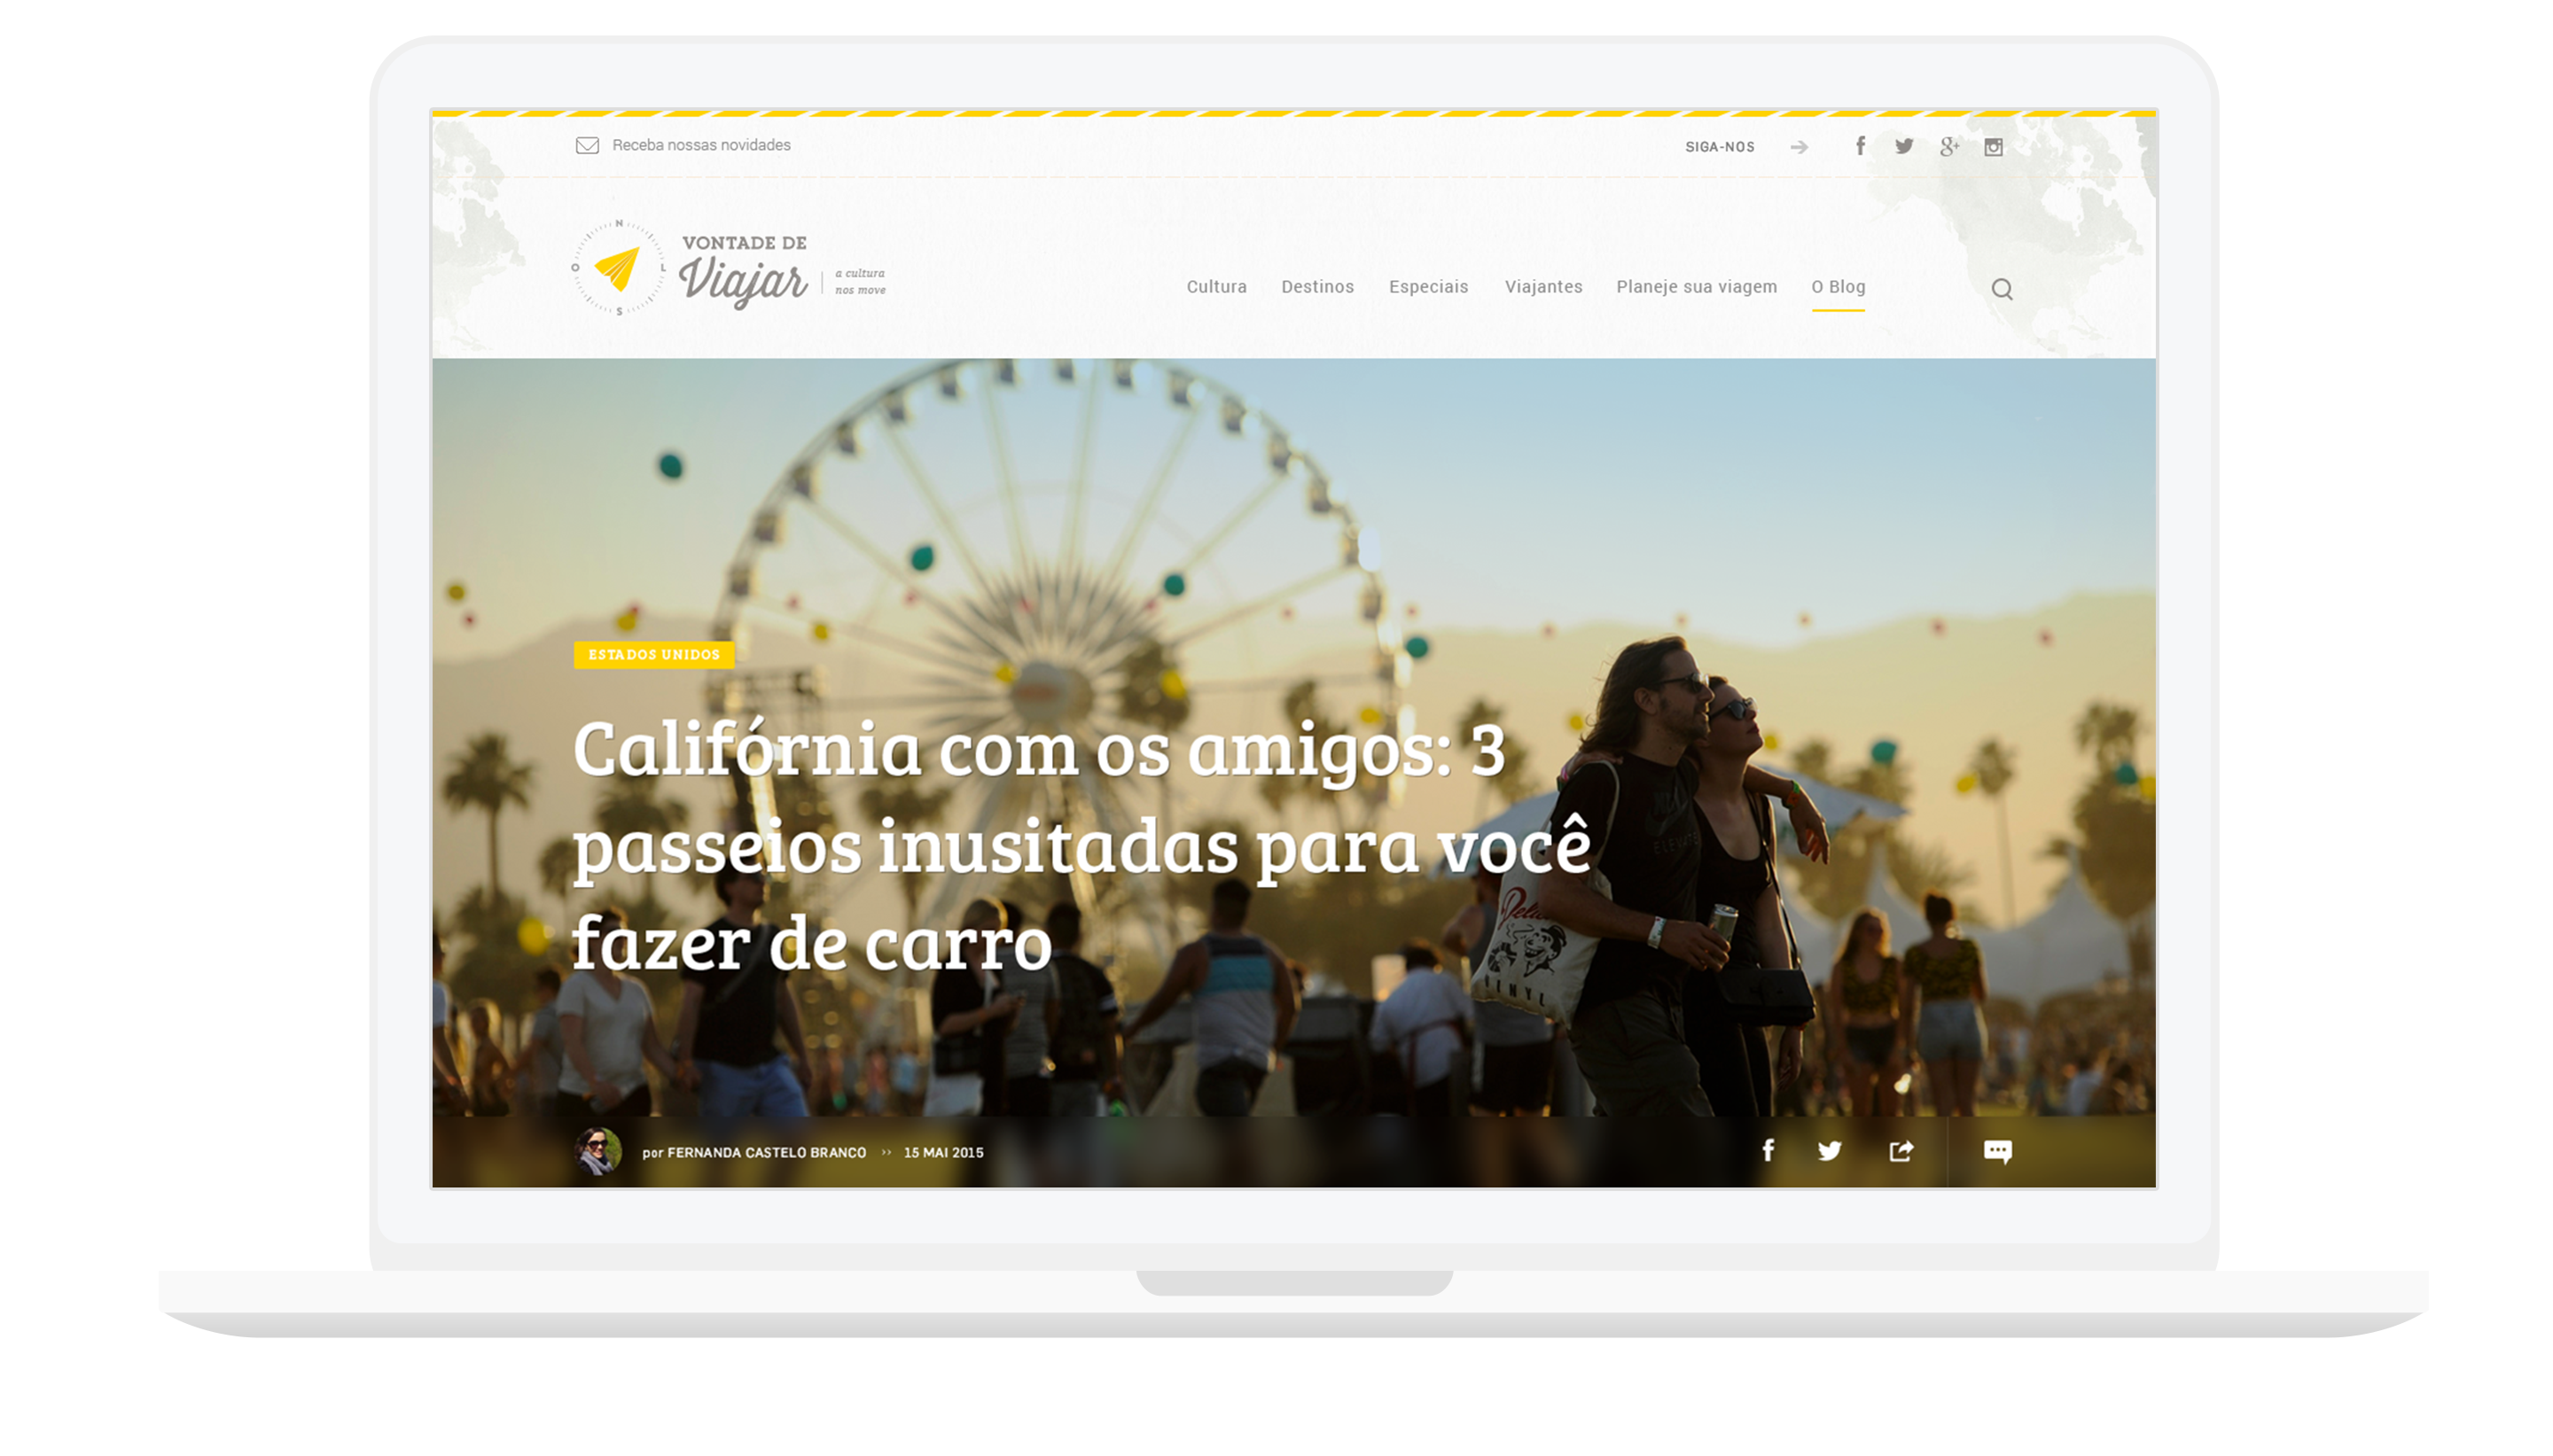 Receba nossas novidades
SIGA-NOS
N
O
L
S
VONTADE DE
Viajar
a cultura
nos move
Cultura Destinos Especiais Viajantes Planeje sua viagem O Blog
ESTADOS UNIDOS
Califórnia com os amigos: 3
passeios inusitadas para você
fazer de carro
VINYL
por FERNANDA CASTELO BRANCO ›› 15 MAI 2015